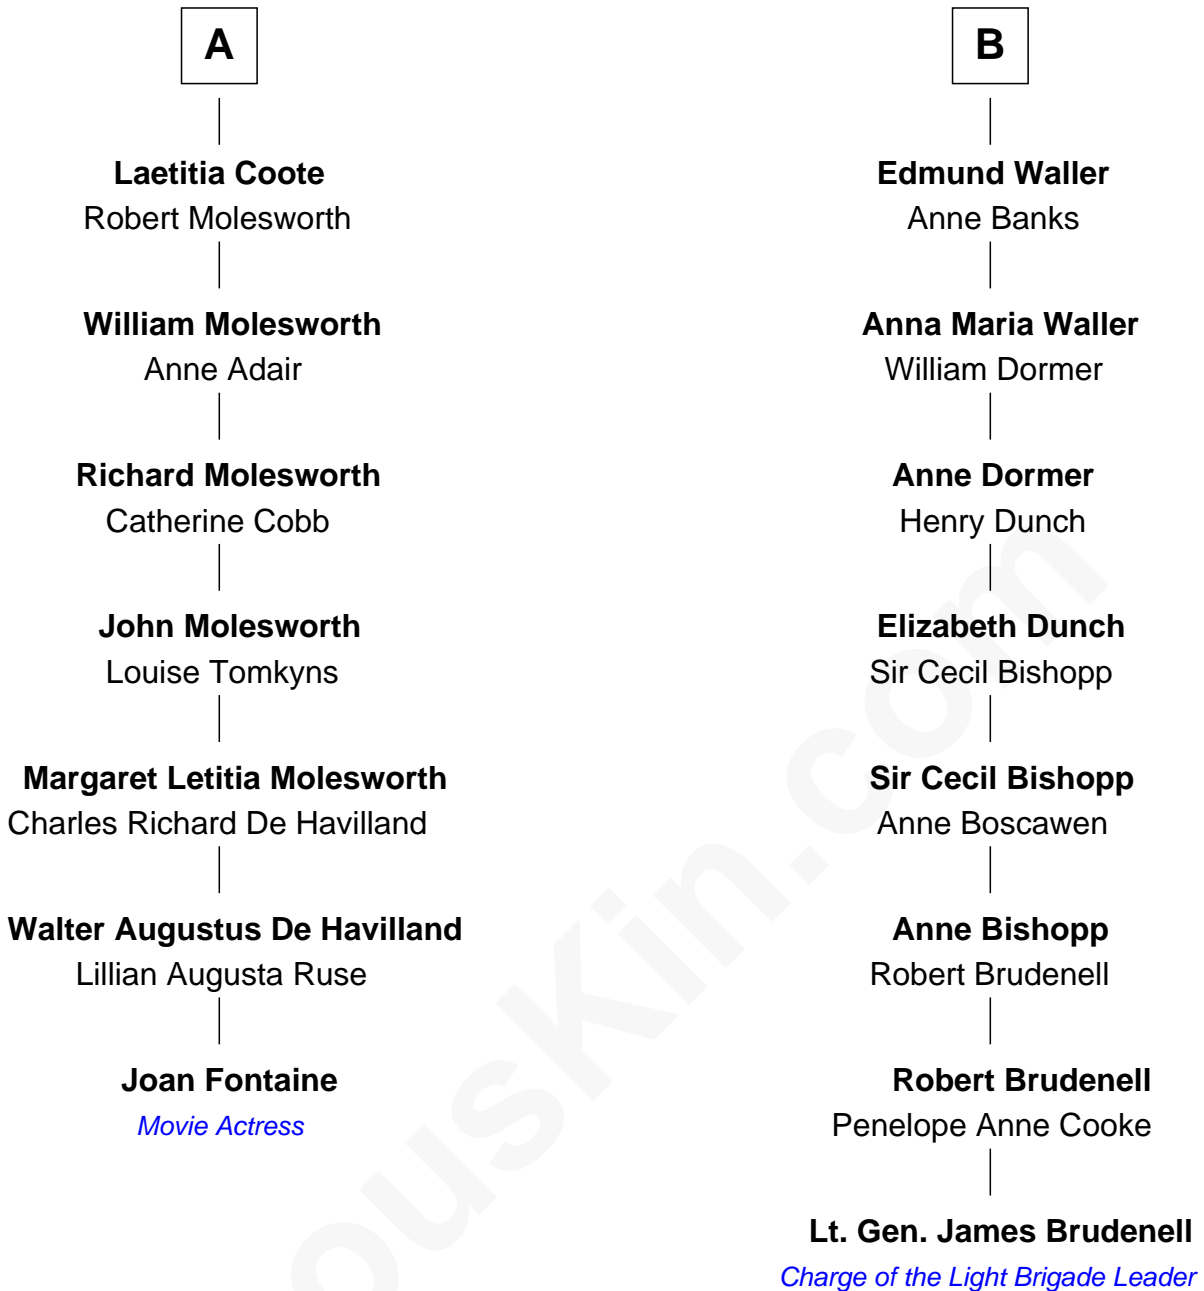 A
Laetitia Coote
Robert Molesworth
William Molesworth
Anne Adair
Richard Molesworth
Catherine Cobb
John Molesworth
Louise Tomkyns
Margaret Letitia Molesworth
Charles Richard De Havilland
Walter Augustus De Havilland
Lillian Augusta Ruse
Joan Fontaine
Movie Actress
B
Edmund Waller
Anne Banks
Anna Maria Waller
William Dormer
Anne Dormer
Henry Dunch
Elizabeth Dunch
Sir Cecil Bishopp
Sir Cecil Bishopp
Anne Boscawen
Anne Bishopp
Robert Brudenell
Robert Brudenell
Penelope Anne Cooke
Lt. Gen. James Brudenell
Charge of the Light Brigade Leader
ousKin.com